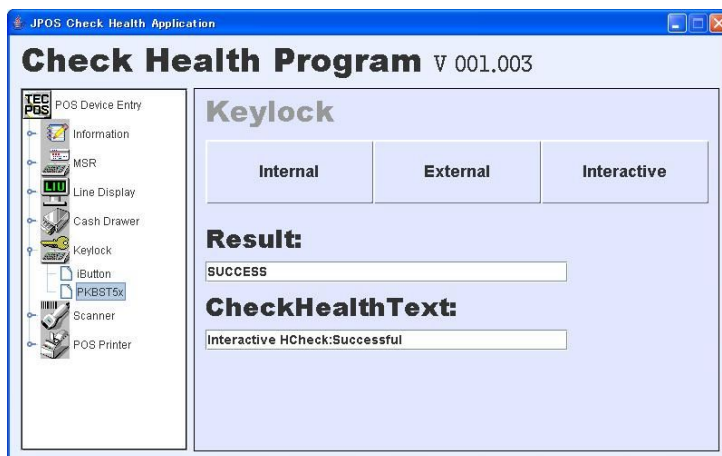 JPOS Check Health Application
Check Health Program V 001.003
TEC
POS
POS Device Entry
Information
MSR
LIU
Line Display
Cash Drawer
Keylock
iButton
PKBST5x
Scanner
POS Printer
Keylock
Internal External Interactive
Result:
SUCCESS
CheckHealthText:
Interactive HCheck:Successful